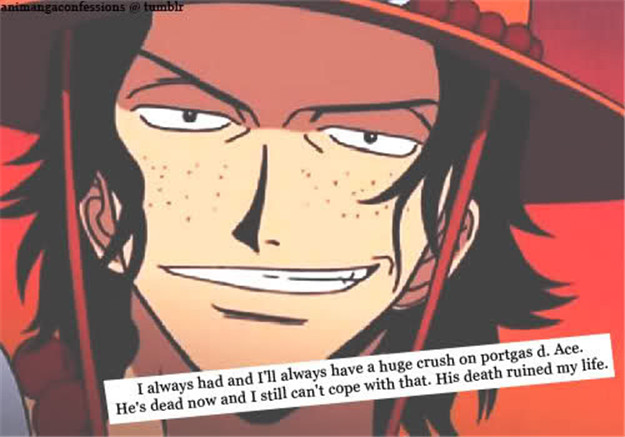 animangaconfessions @ tumblr
I always had and I'll always have a huge crush on portgas d. Ace.
He's dead now and I still can't cope with that. His death ruined my life.